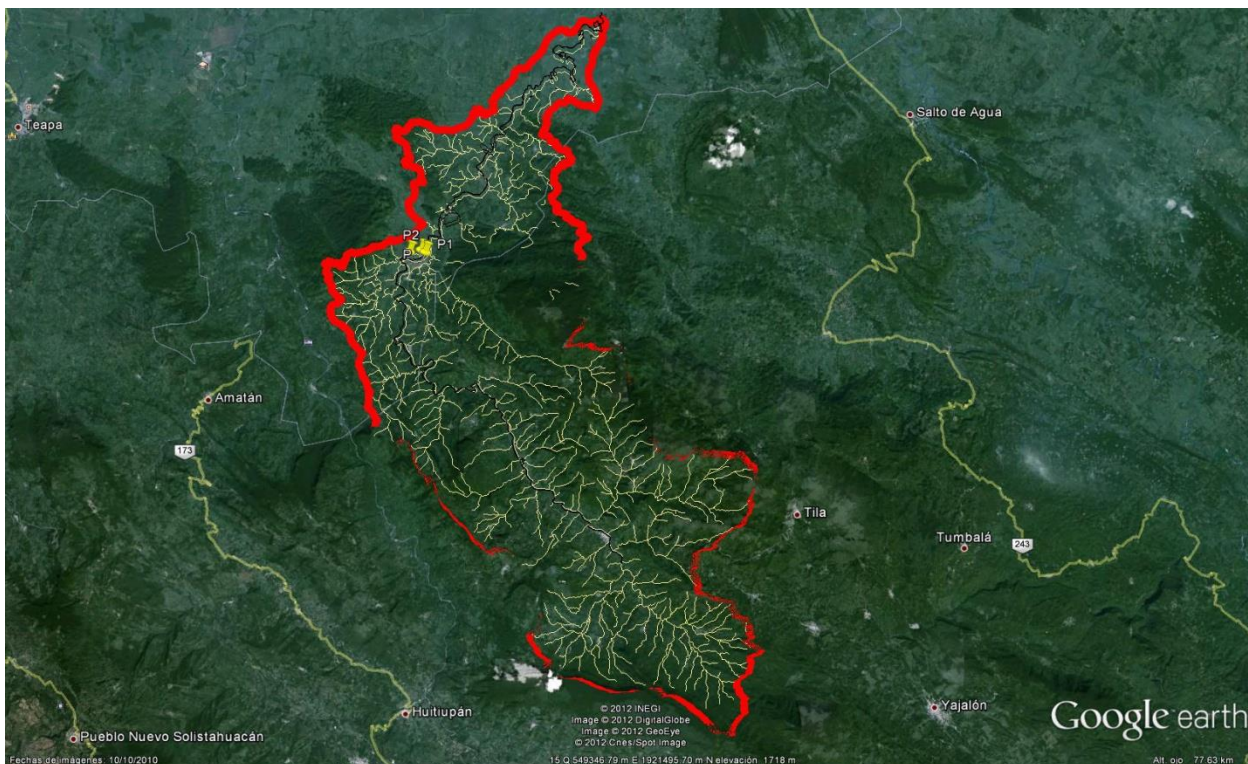 Teapa
Salto de Agua
P2
P1
P
Amatán
173
Tila
Tumbalá
243
Huitiupán
Yajalón
Pueblo Nuevo Solistahuacán
© 2012 INEGI
Image © 2012 DigitalGlobe
Image © 2012 GeoEye
© 2012 Cnes/Spot Image
Google earth
Fechas de imágenes: 10/10/2010
15 Q 549346.79 m E 1921495.70 m N elevación 1718 m
Alt. ojo 77.63 km